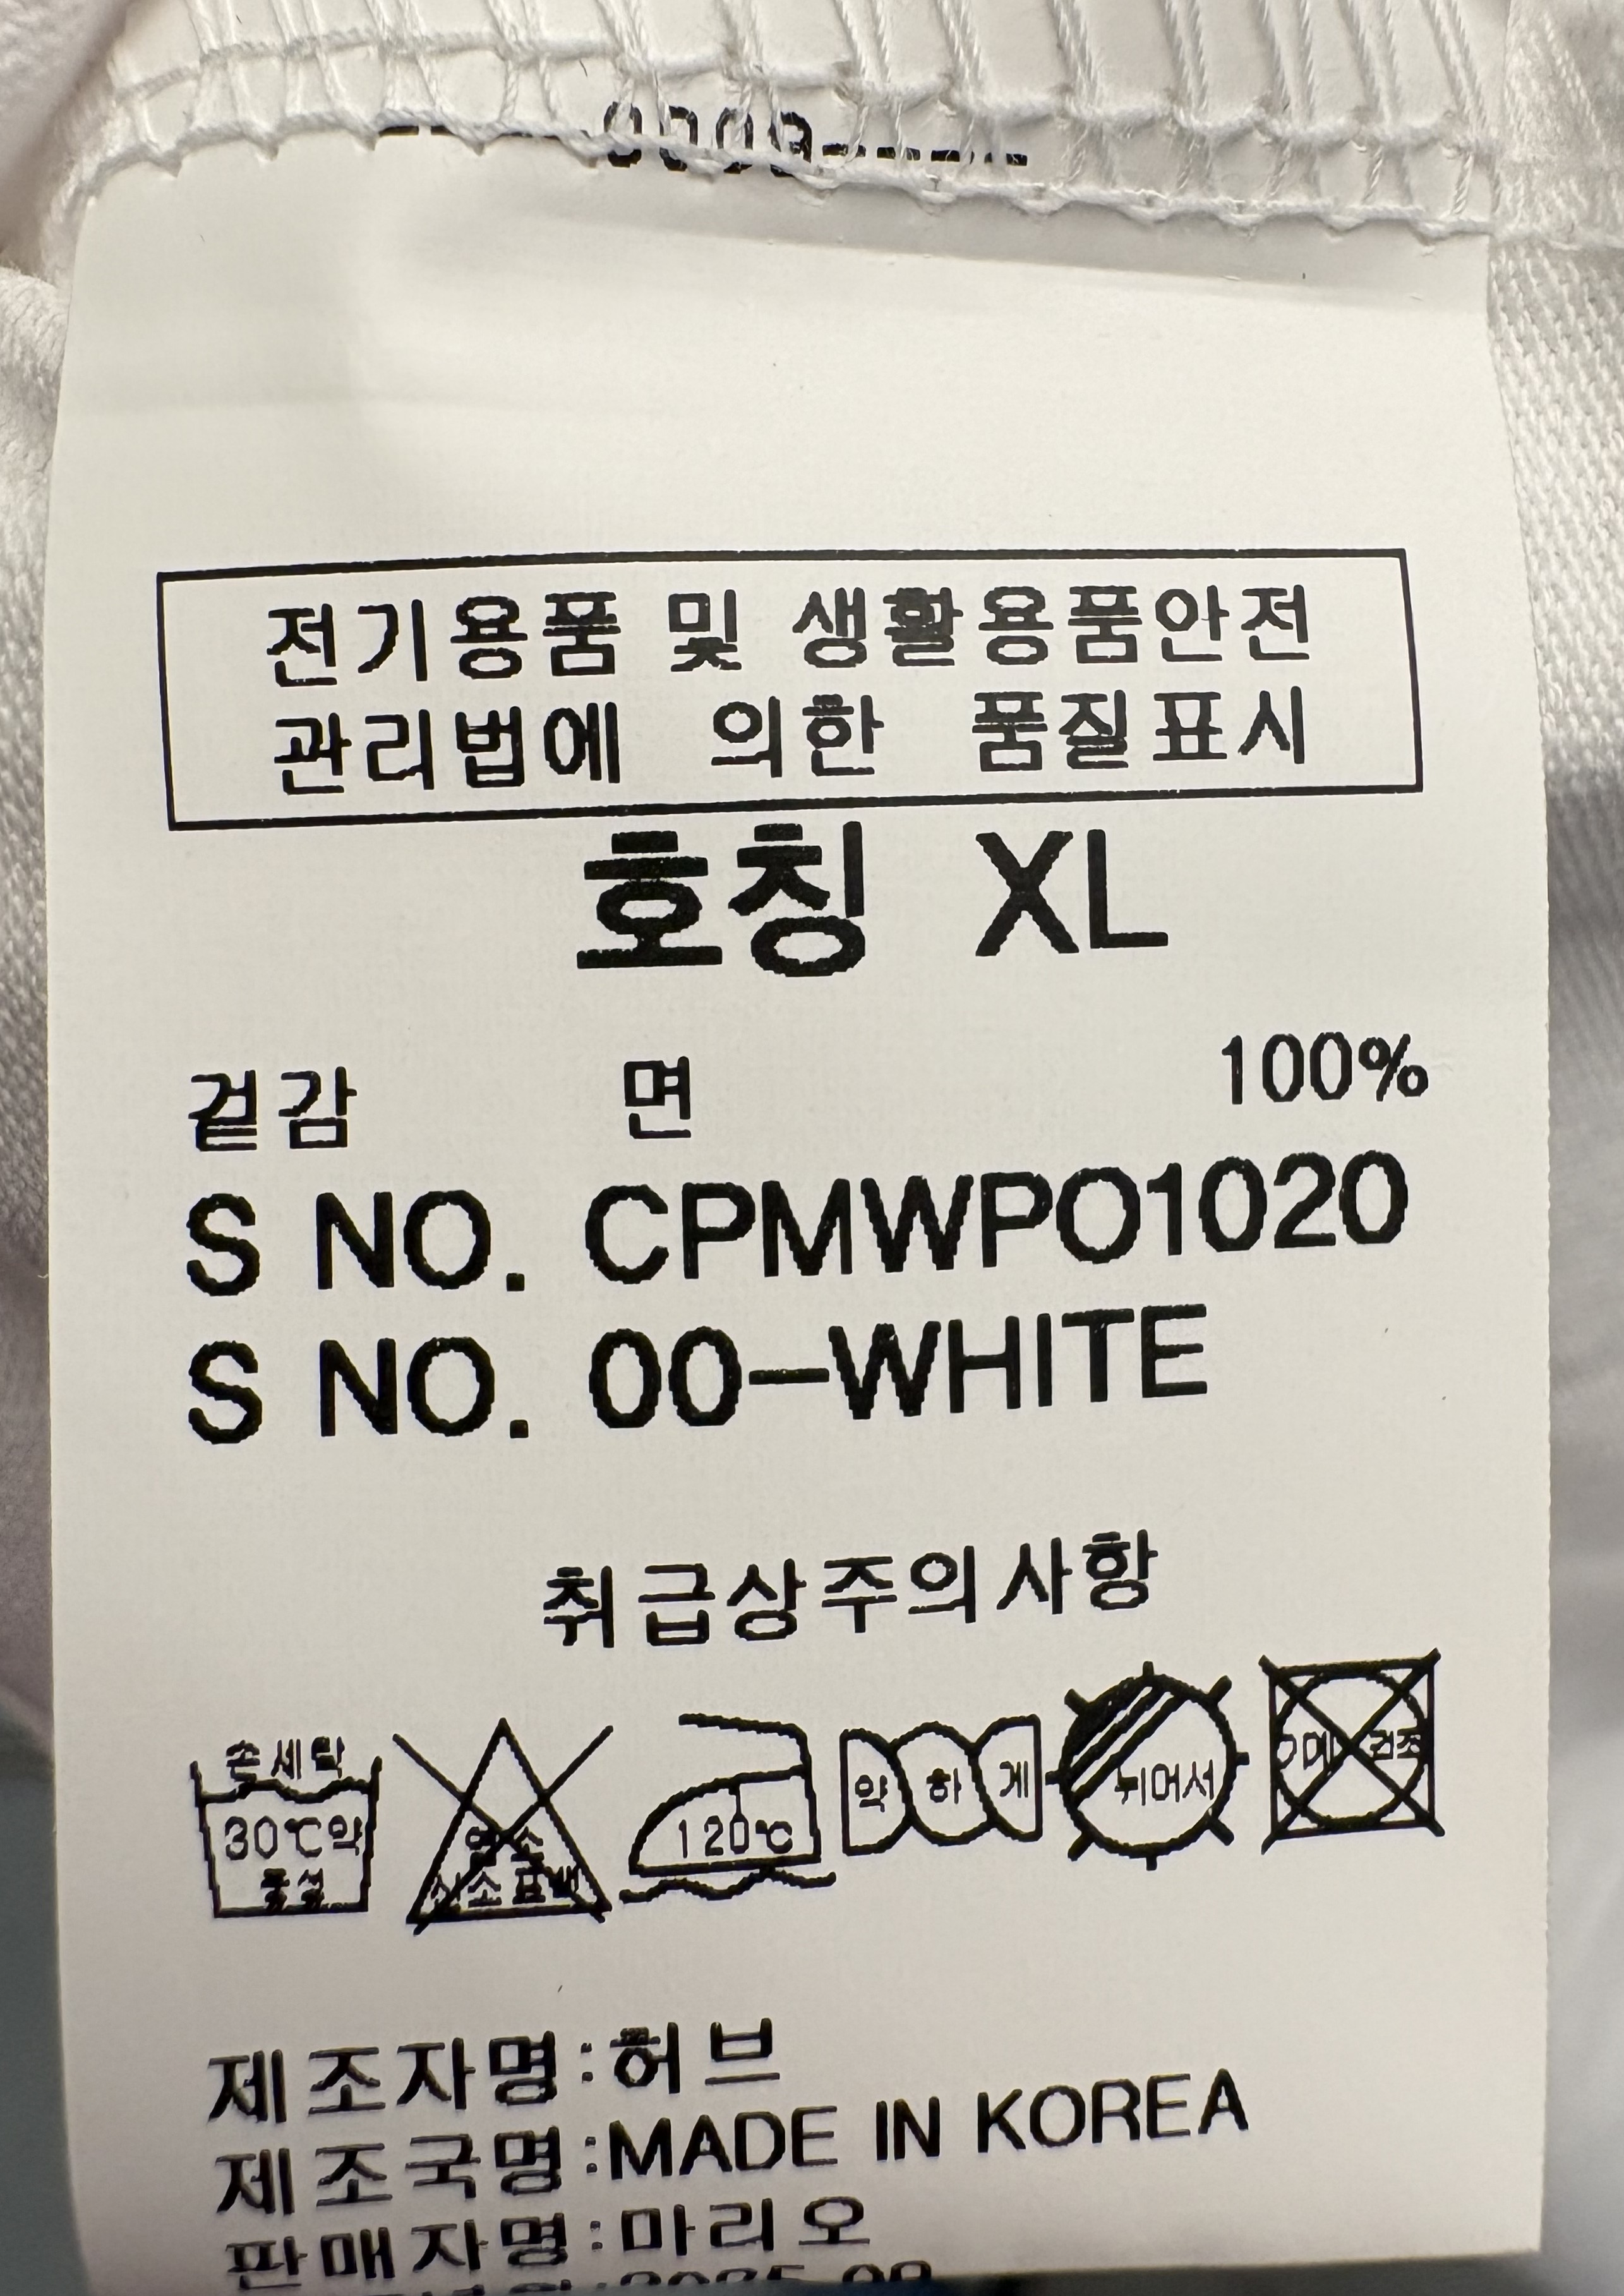 전기용품 및 생활용품안전
관리법에 의한 품질표시
호칭 XL
겉감 면 100%
S NO. CPMWPO1020
S NO. 00-WHITE
취급상주의사항
손세탁
30℃약
120℃
약하게
뉘어서
건조
제조자명:허브
제조국명:MADE IN KOREA
판매자명:마리오